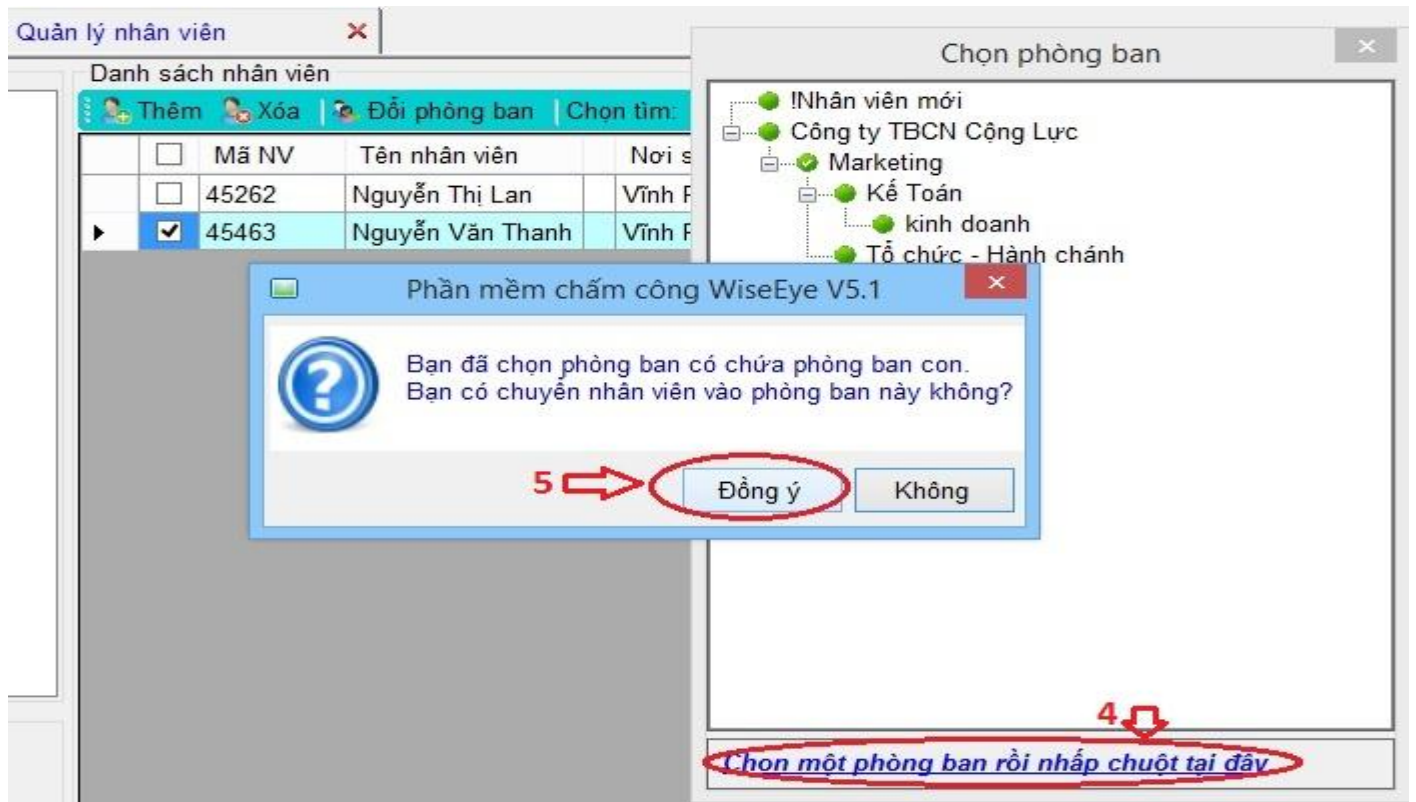 Quản lý nhân viên
Chọn phòng ban
Danh sách nhân viên
Thêm Xóa Đổi phòng ban Chọn tìm:
Mã NV Tên nhân viên Nơi s
45262 Nguyễn Thị Lan Vĩnh P
45463 Nguyễn Văn Thanh Vĩnh P
!Nhân viên mới
Công ty TBCN Cộng Lực
Marketing
Kế Toán
kinh doanh
Tổ chức - Hành chánh
Phần mềm chấm công WiseEye V5.1
Bạn đã chọn phòng ban có chứa phòng ban con.
Bạn có chuyển nhân viên vào phòng ban này không?
5
Đồng ý Không
4
Chọn một phòng ban rồi nhấp chuột tại đây